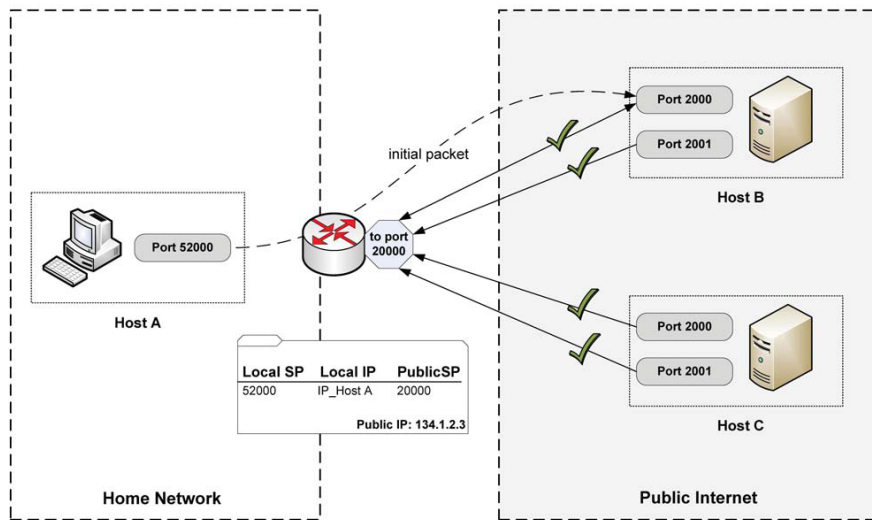 Port 2000
initial packet
Port 2001
Host B
Port 52000
to port
20000
Host A
Port 2000
Local SP Local IP PublicSP
52000 IP_Host A 20000
Port 2001
Public IP: 134.1.2.3
Host C
Home Network
Public Internet